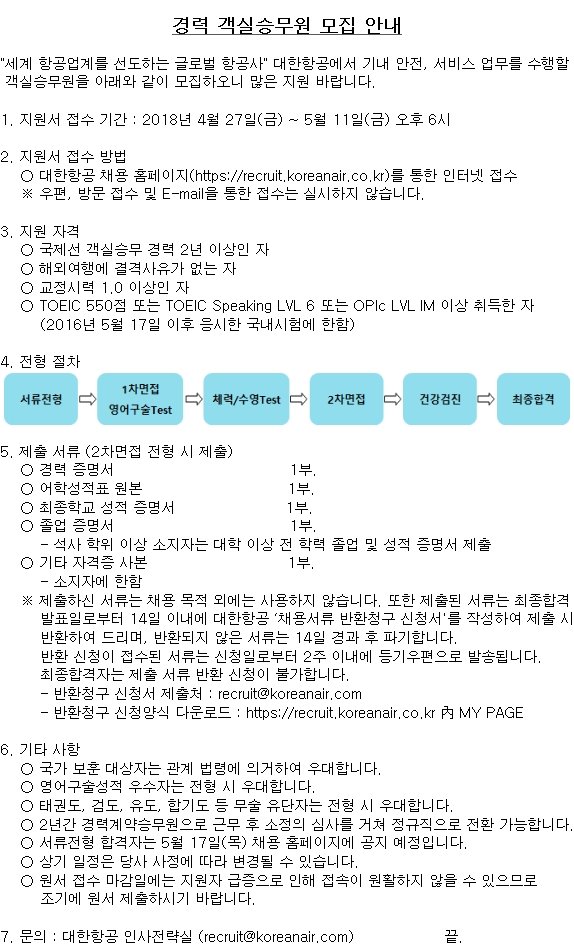 경력 객실승무원 모집 안내
"세계 항공업계를 선도하는 글로벌 항공사" 대한항공에서 기내 안전, 서비스 업무를 수행할
객실승무원을 아래와 같이 모집하오니 많은 지원 바랍니다.
1. 지원서 접수 기간 : 2018년 4월 27일(금) ~ 5월 11일(금) 오후 6시
2. 지원서 접수 방법
○ 대한항공 채용 홈페이지(https://recruit.koreanair.co.kr)를 통한 인터넷 접수
※ 우편, 방문 접수 및 E-mail을 통한 접수는 실시하지 않습니다.
3. 지원 자격
○ 국제선 객실승무 경력 2년 이상인 자
○ 해외여행에 결격사유가 없는 자
○ 교정시력 1.0 이상인 자
○ TOEIC 550점 또는 TOEIC Speaking LVL 6 또는 OPIc LVL IM 이상 취득한 자
(2016년 5월 17일 이후 응시한 국내시험에 한함)
4. 전형 절차
서류전형 ⇨ 1차면접 영어구술Test ⇨ 체력/수영Test ⇨ 2차면접 ⇨ 건강검진 ⇨ 최종합격
5. 제출 서류 (2차면접 전형 시 제출)
○ 경력 증명서 1부.
○ 어학성적표 원본 1부.
○ 최종학교 성적 증명서 1부.
○ 졸업 증명서 1부.
- 석사 학위 이상 소지자는 대학 이상 전 학력 졸업 및 성적 증명서 제출
○ 기타 자격증 사본 1부.
- 소지자에 한함
※ 제출하신 서류는 채용 목적 외에는 사용하지 않습니다. 또한 제출된 서류는 최종합격
발표일로부터 14일 이내에 대한항공 '채용서류 반환청구 신청서'를 작성하여 제출 시
반환하여 드리며, 반환되지 않은 서류는 14일 경과 후 파기합니다.
반환 신청이 접수된 서류는 신청일로부터 2주 이내에 등기우편으로 발송됩니다.
최종합격자는 제출 서류 반환 신청이 불가합니다.
- 반환청구 신청서 제출처 : recruit@koreanair.com
- 반환청구 신청양식 다운로드 : https://recruit.koreanair.co.kr 內 MY PAGE
6. 기타 사항
○ 국가 보훈 대상자는 관계 법령에 의거하여 우대합니다.
○ 영어구술성적 우수자는 전형 시 우대합니다.
○ 태권도, 검도, 유도, 합기도 등 무술 유단자는 전형 시 우대합니다.
○ 2년간 경력계약승무원으로 근무 후 소정의 심사를 거쳐 정규직으로 전환 가능합니다.
○ 서류전형 합격자는 5월 17일(목) 채용 홈페이지에 공지 예정입니다.
○ 상기 일정은 당사 사정에 따라 변경될 수 있습니다.
○ 원서 접수 마감일에는 지원자 급증으로 인해 접속이 원활하지 않을 수 있으므로
조기에 원서 제출하시기 바랍니다.
7. 문의 : 대한항공 인사전략실 (recruit@koreanair.com) 끝.